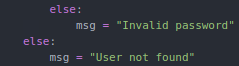 else:
msg = "Invalid password"
else:
msg = "User not found"